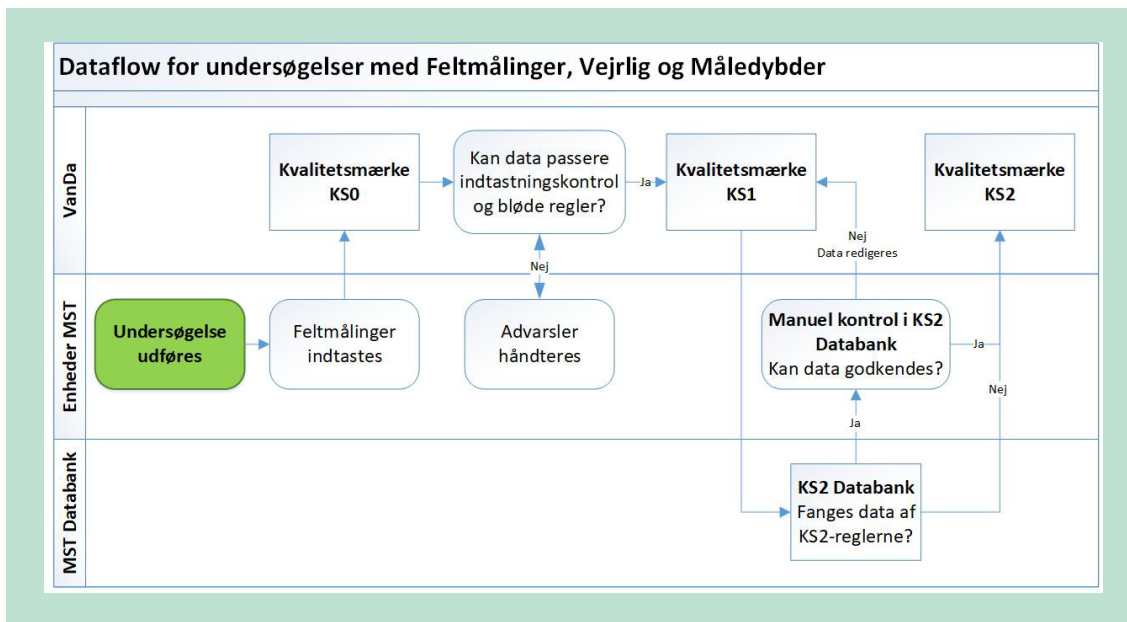 Dataflow for undersøgelser med Feltmålinger, Vejrlig og Måledybder
VanDa
Kvalitetsmærke
KS0
Kan data passere
indtastningskontrol
og bløde regler?
Ja
Kvalitetsmærke
KS1
Kvalitetsmærke
KS2
Nej
Data redigeres
Nej
Enheder MST
Undersøgelse
udføres
Feltmålinger
indtastes
Advarsler
håndteres
Manuel kontrol i KS2
Databank
Kan data godkendes?
Ja
Nej
Ja
MST Databank
KS2 Databank
Fanges data af
KS2-reglerne?